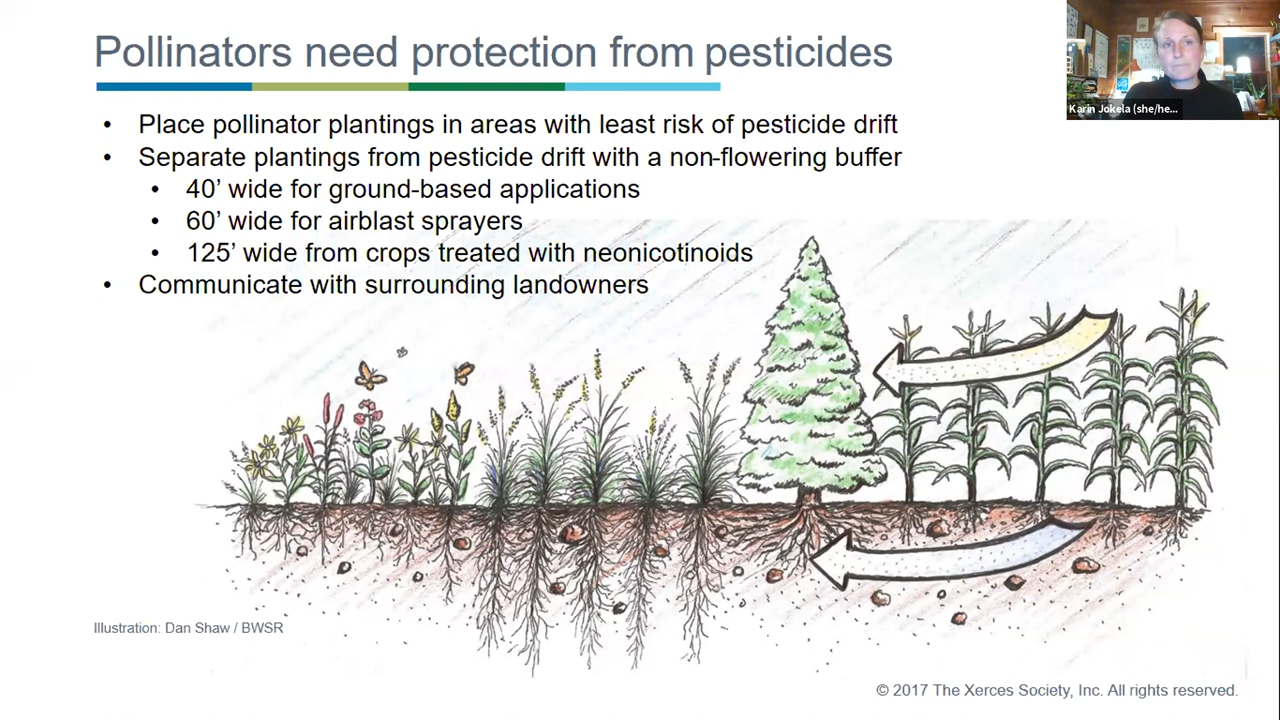 Pollinators need protection from pesticides
Karin Jokela (she/he...
• Place pollinator plantings in areas with least risk of pesticide drift
• Separate plantings from pesticide drift with a non-flowering buffer
• 40’ wide for ground-based applications
• 60’ wide for airblast sprayers
• 125’ wide from crops treated with neonicotinoids
• Communicate with surrounding landowners
Illustration: Dan Shaw / BWSR
© 2017 The Xerces Society, Inc. All rights reserved.